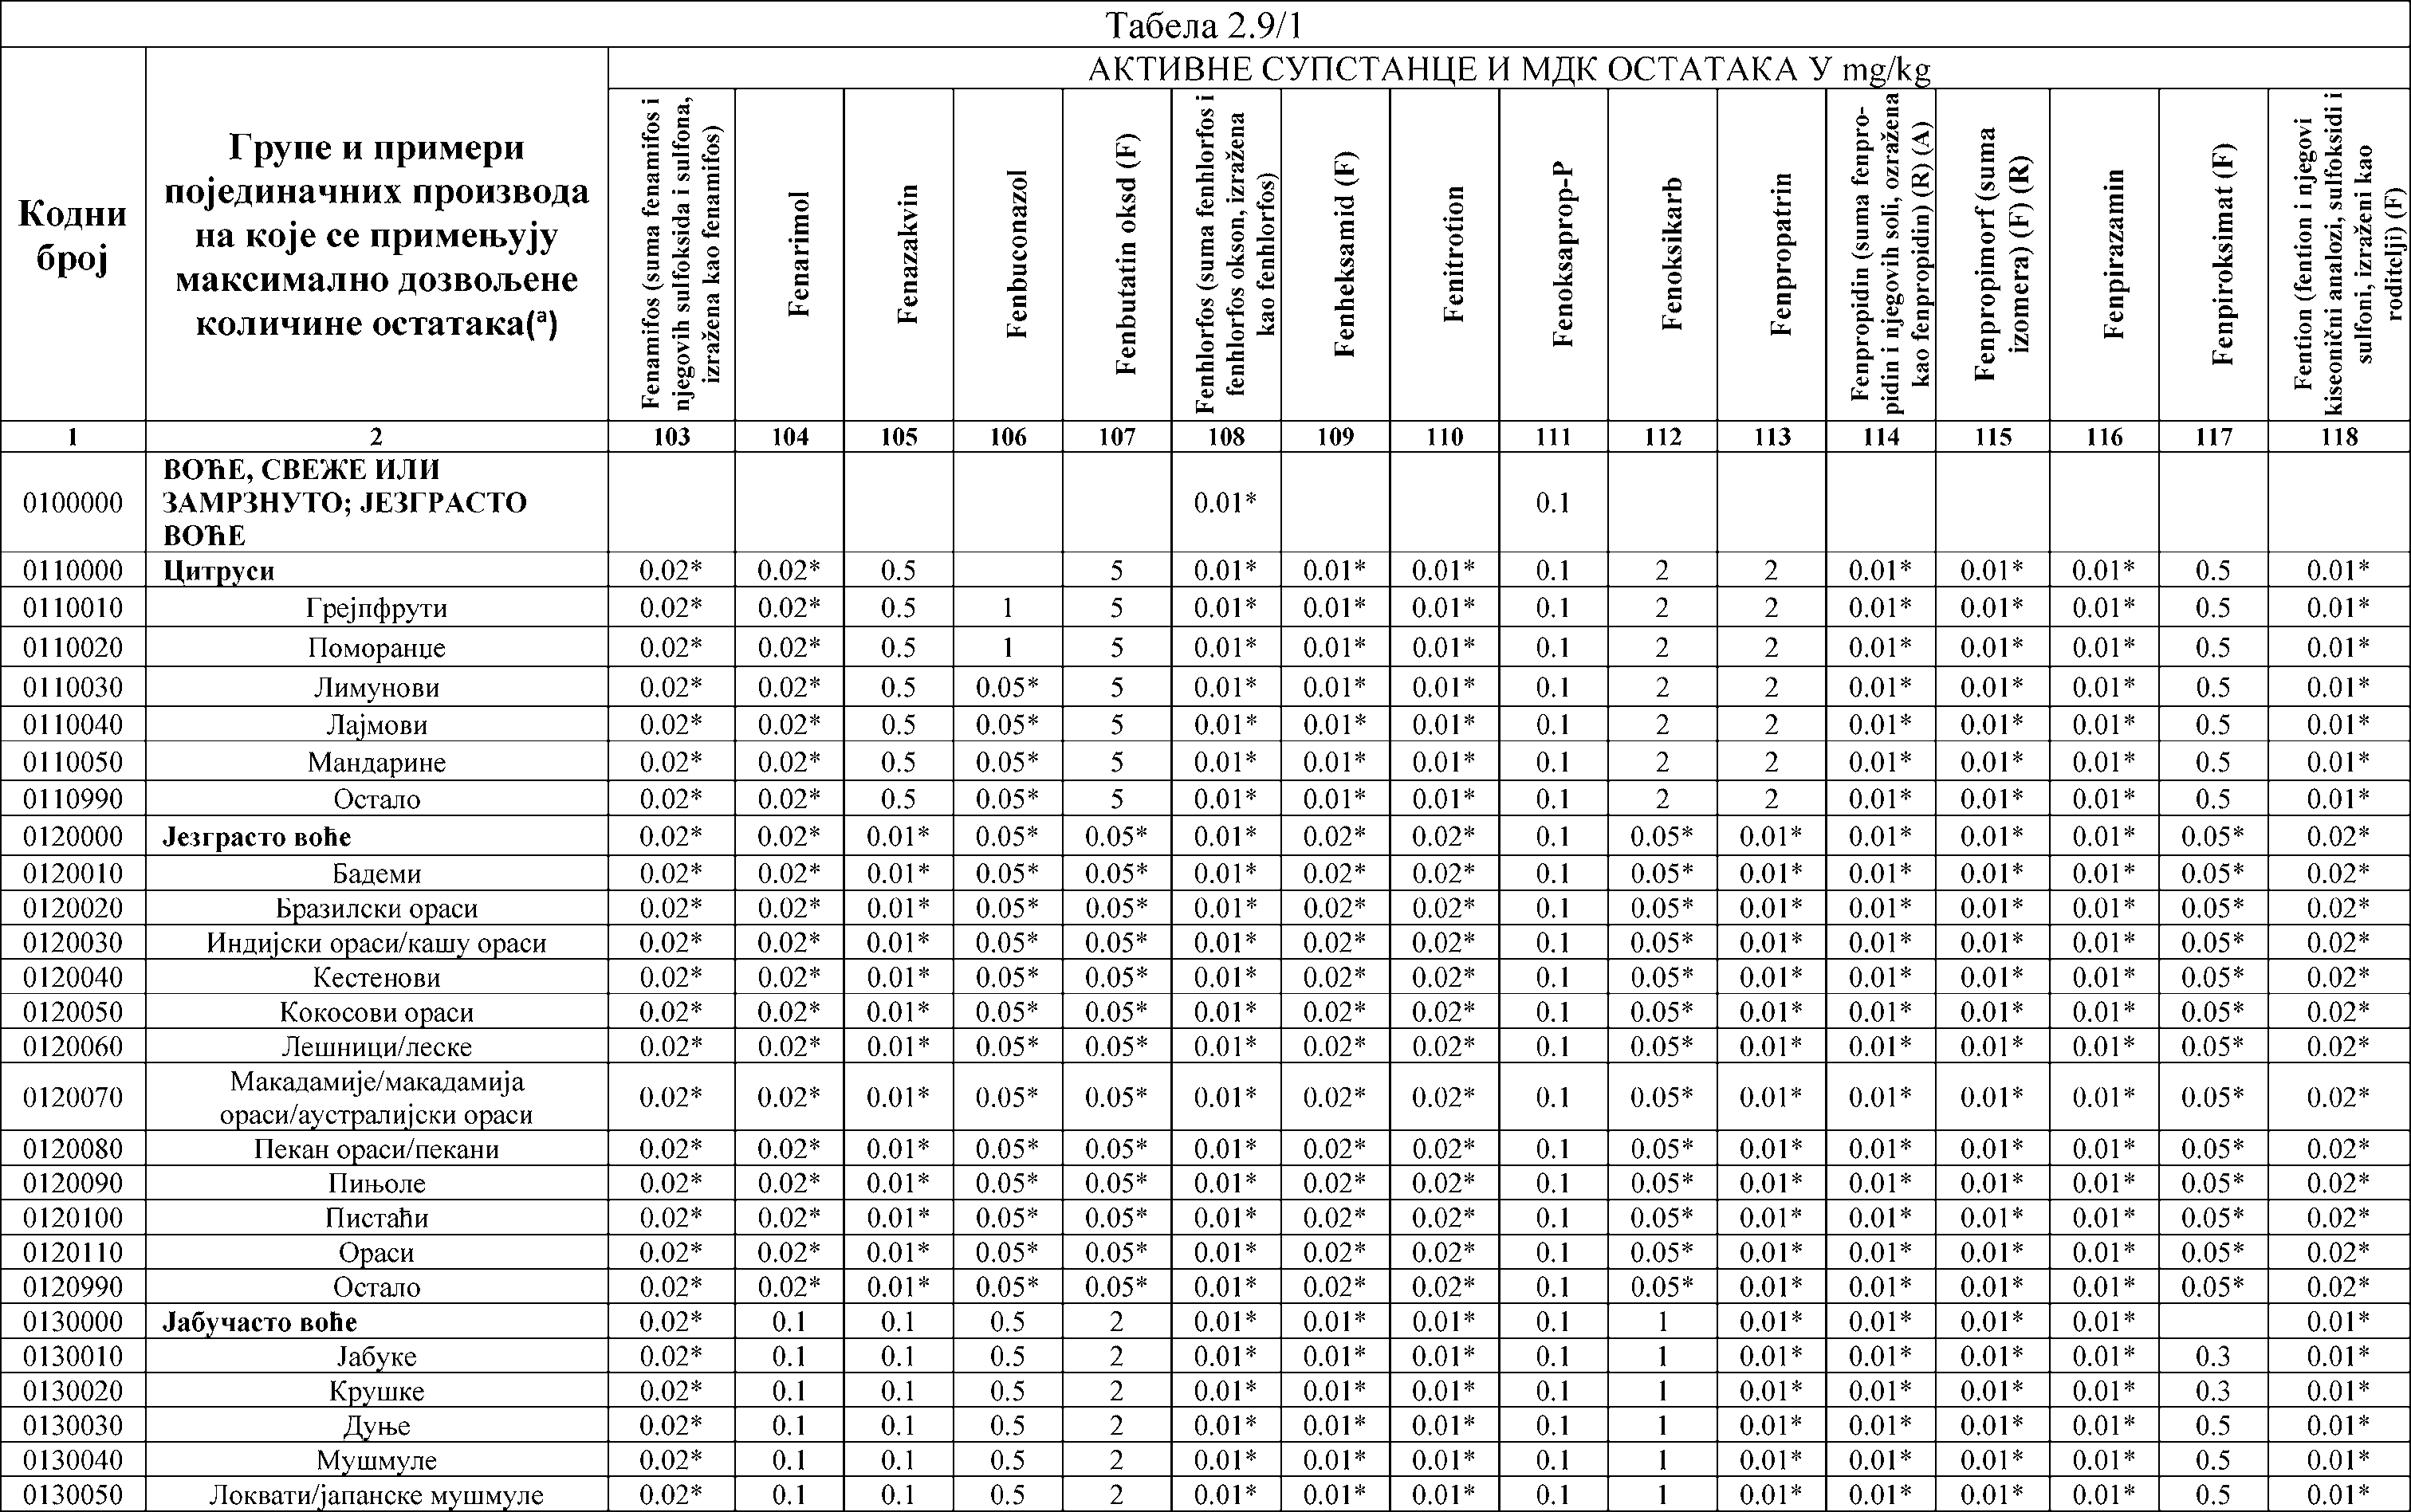 Табела 2.9/1
АКТИВНЕ СУПСТАНЦЕ И МДК ОСТАТАКА У mg/kg
Кодни
број
Групе и примери
појединачних производа
на које се примењују
максимално дозвољене
количине остатака(ᵃ)
Fenamifos (suma fenamifos i
njegovih sulfoksida i sulfona,
izražena kao fenamifos)
Fenarimol
Fenazakvin
Fenbuconazol
Fenbutatin oksd (F)
Fenhlorfos (suma fenhlorfos i
fenhlorfos okson, izražena
kao fenhlorfos)
Fenheksamid (F)
Fenitrotion
Fenoksaprop-P
Fenoksikarb
Fenpropatrin
Fenpropidin (suma fenpro-
pidin i njegovih soli, ozražena
kao fenpropidin) (R) (A)
Fenpropimorf (suma
izomera) (F) (R)
Fenpirazamin
Fenpiroksimat (F)
Fention (fention i njegovi
kiseonični analozi, sulfoksidi i
sulfoni, izraženi kao
roditelji) (F)
1 2 103 104 105 106 107 108 109 110 111 112 113 114 115 116 117 118
0100000 ВОЋЕ, СВЕЖЕ ИЛИ
ЗАМРЗНУТО; ЈЕЗГРАСТО
ВОЋЕ
0.01* 0.1
0110000 Цитруси 0.02* 0.02* 0.5 5 0.01* 0.01* 0.01* 0.1 2 2 0.01* 0.01* 0.01* 0.5 0.01*
0110010 Грејпфрути 0.02* 0.02* 0.5 1 5 0.01* 0.01* 0.01* 0.1 2 2 0.01* 0.01* 0.01* 0.5 0.01*
0110020 Поморанџе 0.02* 0.02* 0.5 1 5 0.01* 0.01* 0.01* 0.1 2 2 0.01* 0.01* 0.01* 0.5 0.01*
0110030 Лимунови 0.02* 0.02* 0.5 0.05* 5 0.01* 0.01* 0.01* 0.1 2 2 0.01* 0.01* 0.01* 0.5 0.01*
0110040 Лајмови 0.02* 0.02* 0.5 0.05* 5 0.01* 0.01* 0.01* 0.1 2 2 0.01* 0.01* 0.01* 0.5 0.01*
0110050 Мандарине 0.02* 0.02* 0.5 0.05* 5 0.01* 0.01* 0.01* 0.1 2 2 0.01* 0.01* 0.01* 0.5 0.01*
0110990 Остало 0.02* 0.02* 0.5 0.05* 5 0.01* 0.01* 0.01* 0.1 2 2 0.01* 0.01* 0.01* 0.5 0.01*
0120000 Језграсто воће 0.02* 0.02* 0.01* 0.05* 0.05* 0.01* 0.02* 0.02* 0.1 0.05* 0.01* 0.01* 0.01* 0.01* 0.05* 0.02*
0120010 Бадеми 0.02* 0.02* 0.01* 0.05* 0.05* 0.01* 0.02* 0.02* 0.1 0.05* 0.01* 0.01* 0.01* 0.01* 0.05* 0.02*
0120020 Бразилски ораси 0.02* 0.02* 0.01* 0.05* 0.05* 0.01* 0.02* 0.02* 0.1 0.05* 0.01* 0.01* 0.01* 0.01* 0.05* 0.02*
0120030 Индијски ораси/кашу ораси 0.02* 0.02* 0.01* 0.05* 0.05* 0.01* 0.02* 0.02* 0.1 0.05* 0.01* 0.01* 0.01* 0.01* 0.05* 0.02*
0120040 Кестенови 0.02* 0.02* 0.01* 0.05* 0.05* 0.01* 0.02* 0.02* 0.1 0.05* 0.01* 0.01* 0.01* 0.01* 0.05* 0.02*
0120050 Кокосови ораси 0.02* 0.02* 0.01* 0.05* 0.05* 0.01* 0.02* 0.02* 0.1 0.05* 0.01* 0.01* 0.01* 0.01* 0.05* 0.02*
0120060 Лешници/леске 0.02* 0.02* 0.01* 0.05* 0.05* 0.01* 0.02* 0.02* 0.1 0.05* 0.01* 0.01* 0.01* 0.01* 0.05* 0.02*
0120070 Макадамије/макадамија
ораси/аустралијски ораси
0.02* 0.02* 0.01* 0.05* 0.05* 0.01* 0.02* 0.02* 0.1 0.05* 0.01* 0.01* 0.01* 0.01* 0.05* 0.02*
0120080 Пекан ораси/пекани 0.02* 0.02* 0.01* 0.05* 0.05* 0.01* 0.02* 0.02* 0.1 0.05* 0.01* 0.01* 0.01* 0.01* 0.05* 0.02*
0120090 Пињоле 0.02* 0.02* 0.01* 0.05* 0.05* 0.01* 0.02* 0.02* 0.1 0.05* 0.01* 0.01* 0.01* 0.01* 0.05* 0.02*
0120100 Пистаћи 0.02* 0.02* 0.01* 0.05* 0.05* 0.01* 0.02* 0.02* 0.1 0.05* 0.01* 0.01* 0.01* 0.01* 0.05* 0.02*
0120110 Ораси 0.02* 0.02* 0.01* 0.05* 0.05* 0.01* 0.02* 0.02* 0.1 0.05* 0.01* 0.01* 0.01* 0.01* 0.05* 0.02*
0120990 Остало 0.02* 0.02* 0.01* 0.05* 0.05* 0.01* 0.02* 0.02* 0.1 0.05* 0.01* 0.01* 0.01* 0.01* 0.05* 0.02*
0130000 Јабучасто воће 0.02* 0.1 0.1 0.5 2 0.01* 0.01* 0.01* 0.1 1 0.01* 0.01* 0.01* 0.01* 0.01*
0130010 Јабуке 0.02* 0.1 0.1 0.5 2 0.01* 0.01* 0.01* 0.1 1 0.01* 0.01* 0.01* 0.01* 0.3 0.01*
0130020 Крушке 0.02* 0.1 0.1 0.5 2 0.01* 0.01* 0.01* 0.1 1 0.01* 0.01* 0.01* 0.01* 0.3 0.01*
0130030 Дуње 0.02* 0.1 0.1 0.5 2 0.01* 0.01* 0.01* 0.1 1 0.01* 0.01* 0.01* 0.01* 0.5 0.01*
0130040 Мушмуле 0.02* 0.1 0.1 0.5 2 0.01* 0.01* 0.01* 0.1 1 0.01* 0.01* 0.01* 0.01* 0.5 0.01*
0130050 Локвати/јапанске мушмуле 0.02* 0.1 0.1 0.5 2 0.01* 0.01* 0.01* 0.1 1 0.01* 0.01* 0.01* 0.01* 0.5 0.01*